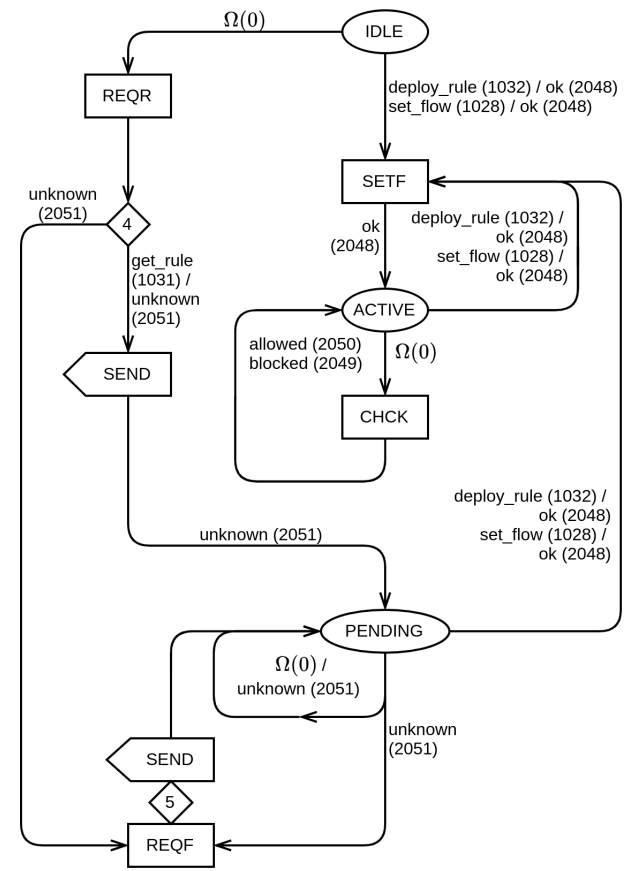 Ω(0)
IDLE
deploy_rule (1032) / ok (2048)
set_flow (1028) / ok (2048)
REQR
SETF
unknown
(2051)
4
ok
(2048)
deploy_rule (1032) /
ok (2048)
set_flow (1028) /
ok (2048)
get_rule
(1031) /
unknown
(2051)
ACTIVE
allowed (2050)
blocked (2049)
Ω(0)
SEND
CHCK
deploy_rule (1032) /
ok (2048)
set_flow (1028) /
ok (2048)
unknown (2051)
PENDING
Ω(0) /
unknown (2051)
unknown
(2051)
SEND
5
REQF